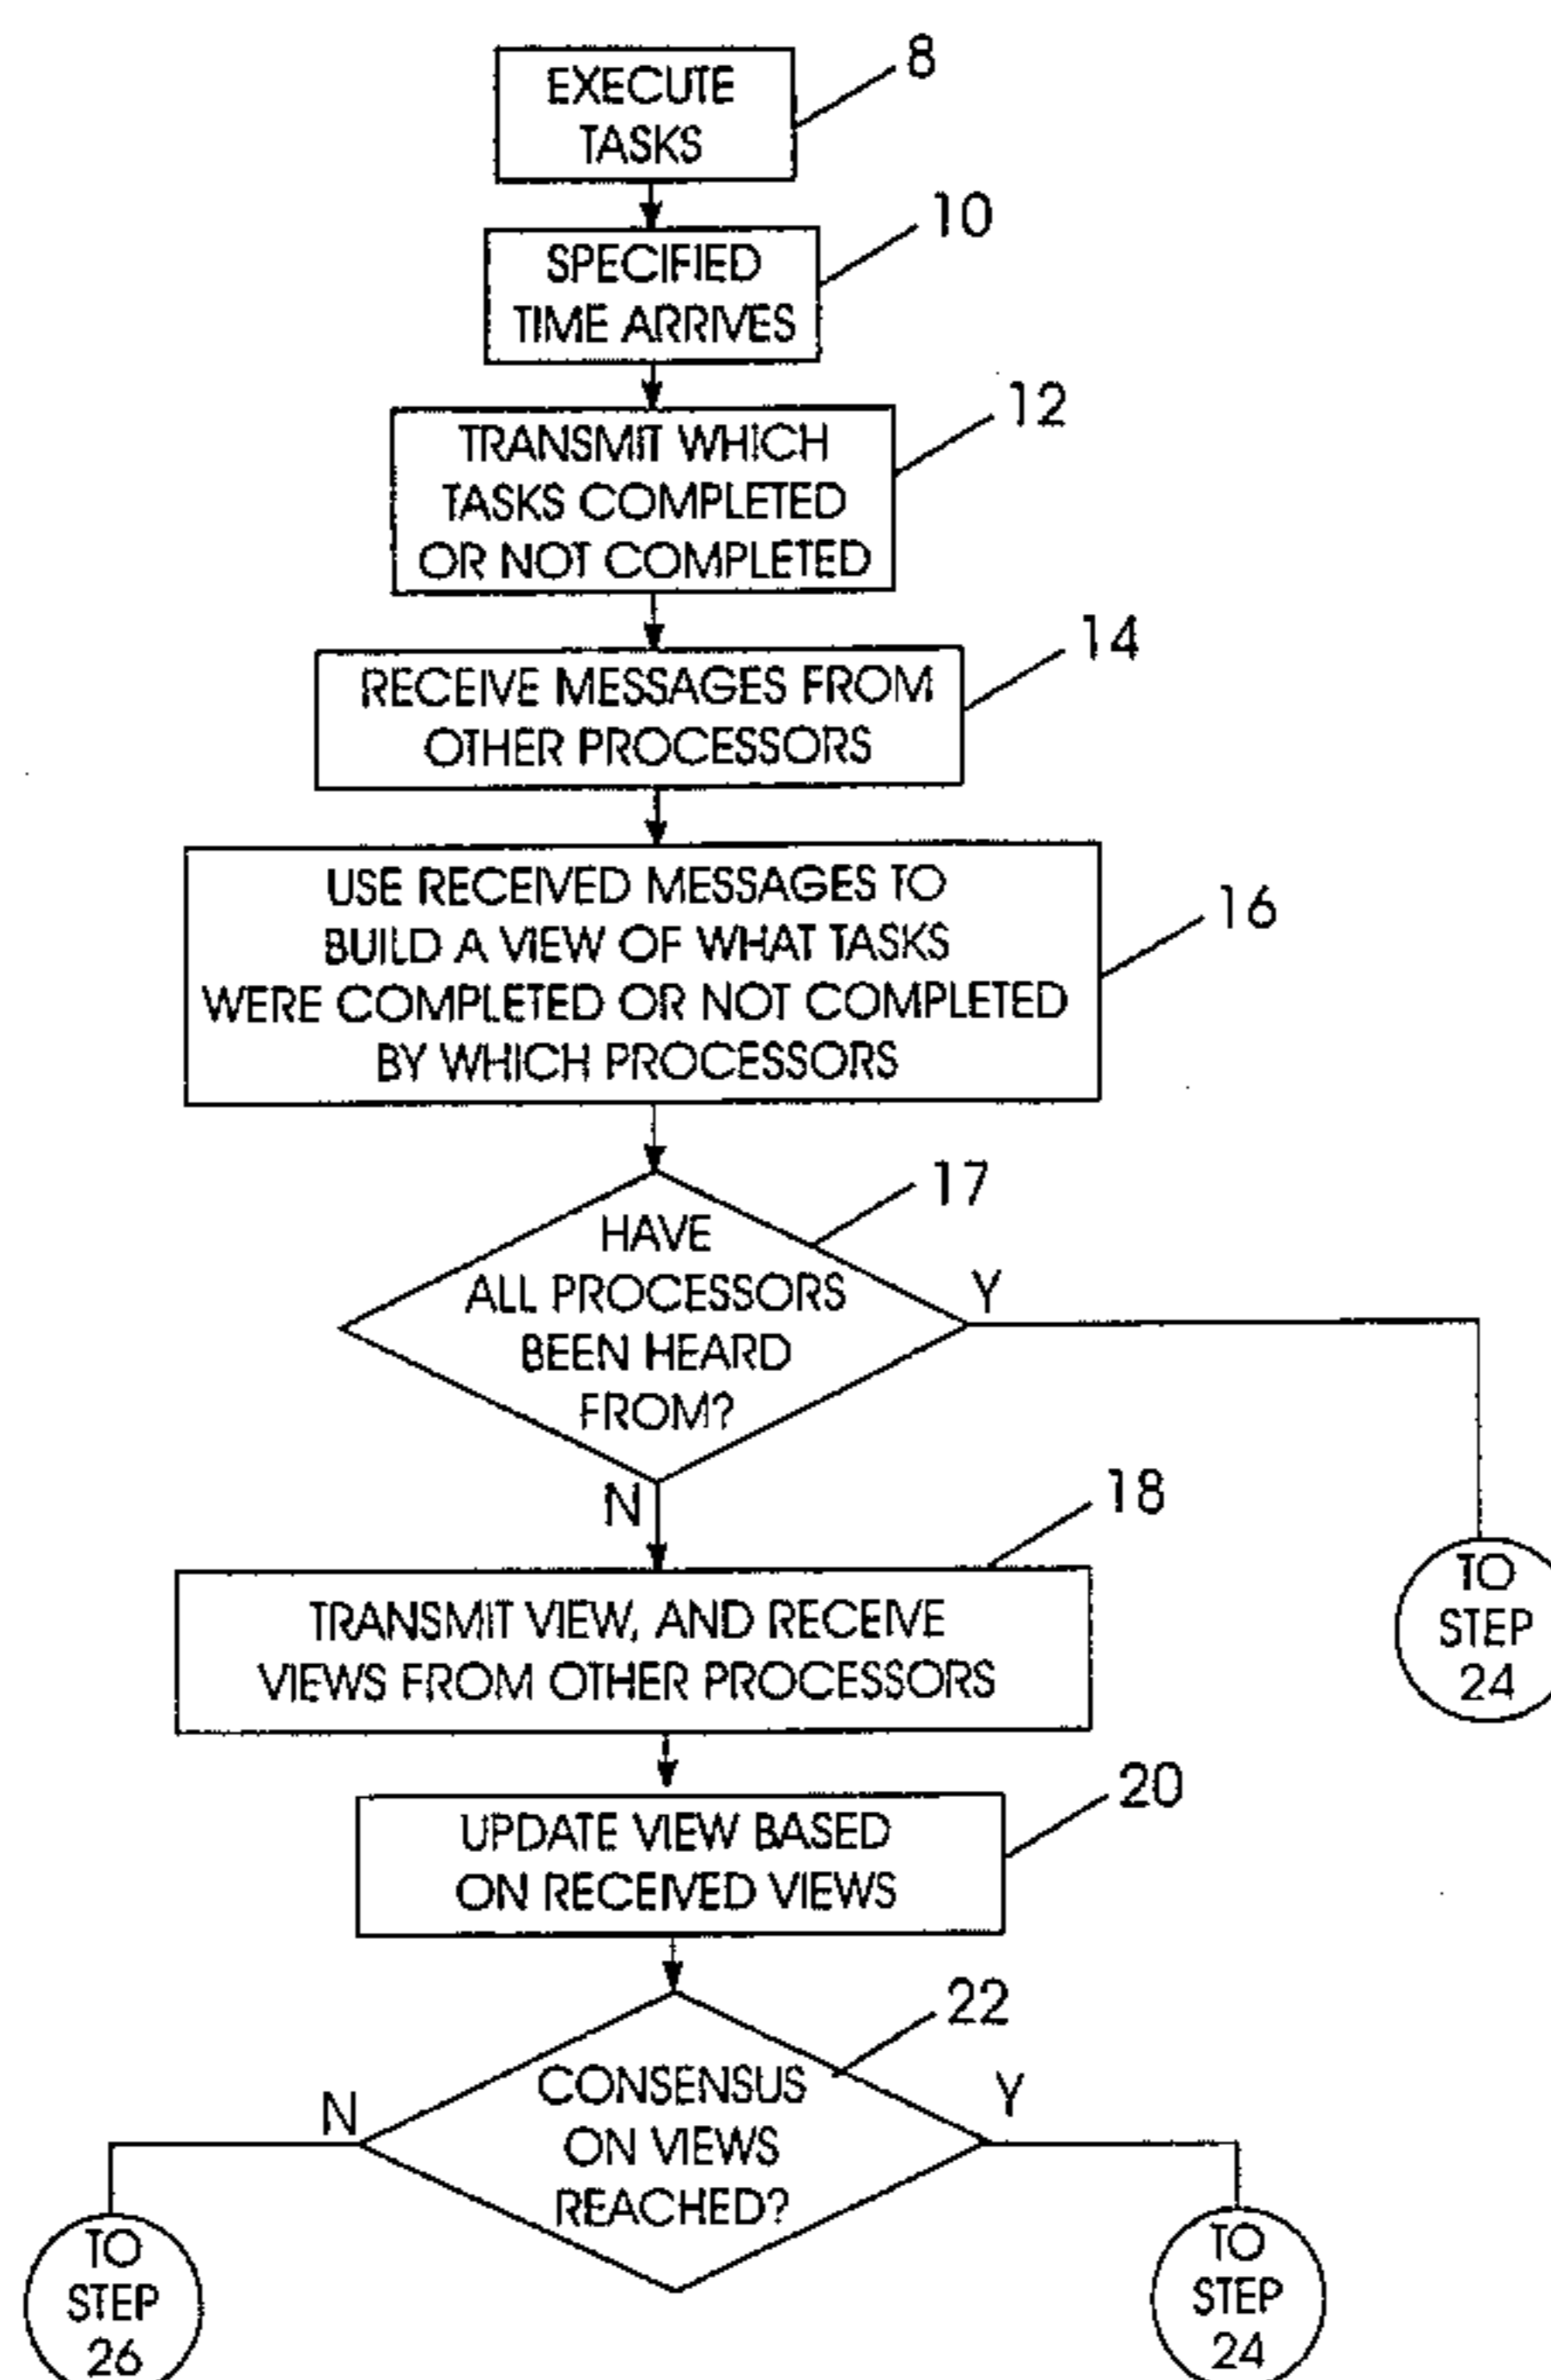 8
EXECUTE
TASKS
10
SPECIFIED
TIME ARRIVES
12
TRANSMIT WHICH
TASKS COMPLETED
OR NOT COMPLETED
14
RECEIVE MESSAGES FROM
OTHER PROCESSORS
16
USE RECEIVED MESSAGES TO
BUILD A VIEW OF WHAT TASKS
WERE COMPLETED OR NOT COMPLETED
BY WHICH PROCESSORS
17
HAVE
ALL PROCESSORS
BEEN HEARD
FROM?
Y
N
TO
STEP
24
18
TRANSMIT VIEW, AND RECEIVE
VIEWS FROM OTHER PROCESSORS
20
UPDATE VIEW BASED
ON RECEIVED VIEWS
22
CONSENSUS
ON VIEWS
REACHED?
N
Y
TO
STEP
26
TO
STEP
24